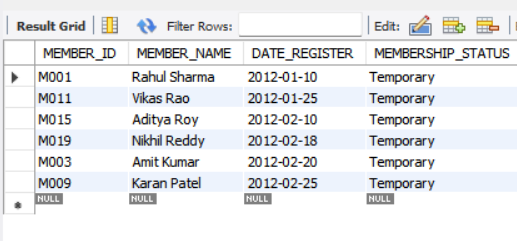 Result Grid Filter Rows: Edit:
MEMBER_ID MEMBER_NAME DATE_REGISTER MEMBERSHIP_STATUS
M001 Rahul Sharma 2012-01-10 Temporary
M011 Vikas Rao 2012-01-25 Temporary
M015 Aditya Roy 2012-02-10 Temporary
M019 Nikhil Reddy 2012-02-18 Temporary
M003 Amit Kumar 2012-02-20 Temporary
M009 Karan Patel 2012-02-25 Temporary
NULL NULL NULL NULL